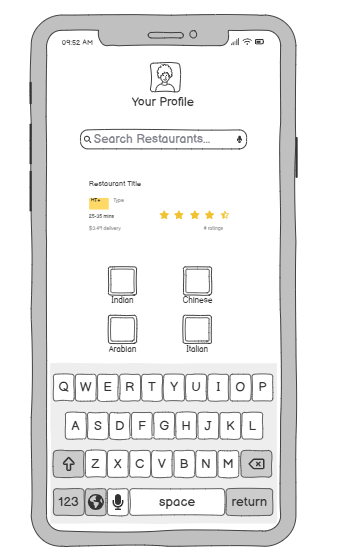 09:52 AM
Your Profile
Search Restaurants...
Restaurant Title
Type
25-35 mins
$3.49 delivery
# ratings
Indian
Chinese
Arabian
Italian
Q W E R T Y U I O P
A S D F G H J K L
Z X C V B N M
123 space return